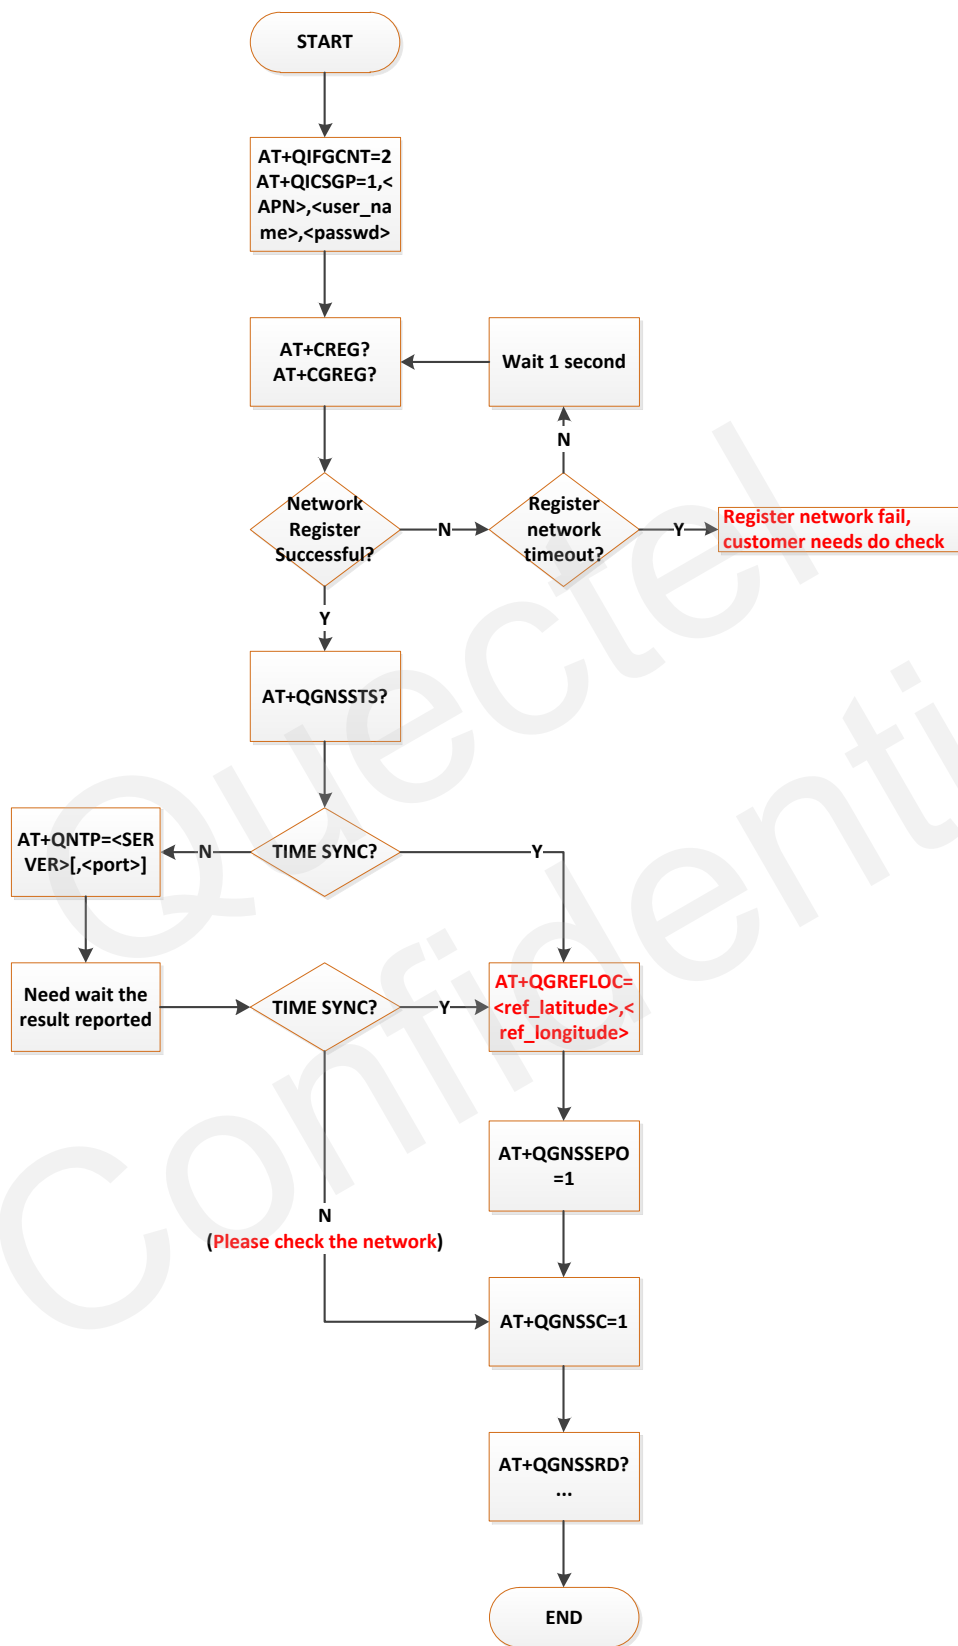 START
AT+QIFGCNT=2
AT+QICSGP=1,<
APN>,<user_na
me>,<passwd>
AT+CREG?
AT+CGREG?
Wait 1 second
N
Network
Register
Successful?
N
Register
network
timeout?
Y
Register network fail,
customer needs do check
Y
AT+QGNSSTS?
AT+QNTP=<SER
VER>[,<port>]
N
TIME SYNC?
Y
Need wait the
result reported
TIME SYNC?
Y
AT+QGREFLOC=
<ref_latitude>,<
ref_longitude>
AT+QGNSSEPO
=1
N
(Please check the network)
AT+QGNSSC=1
AT+QGNSSRD?
...
END
Quectel
Confidenti